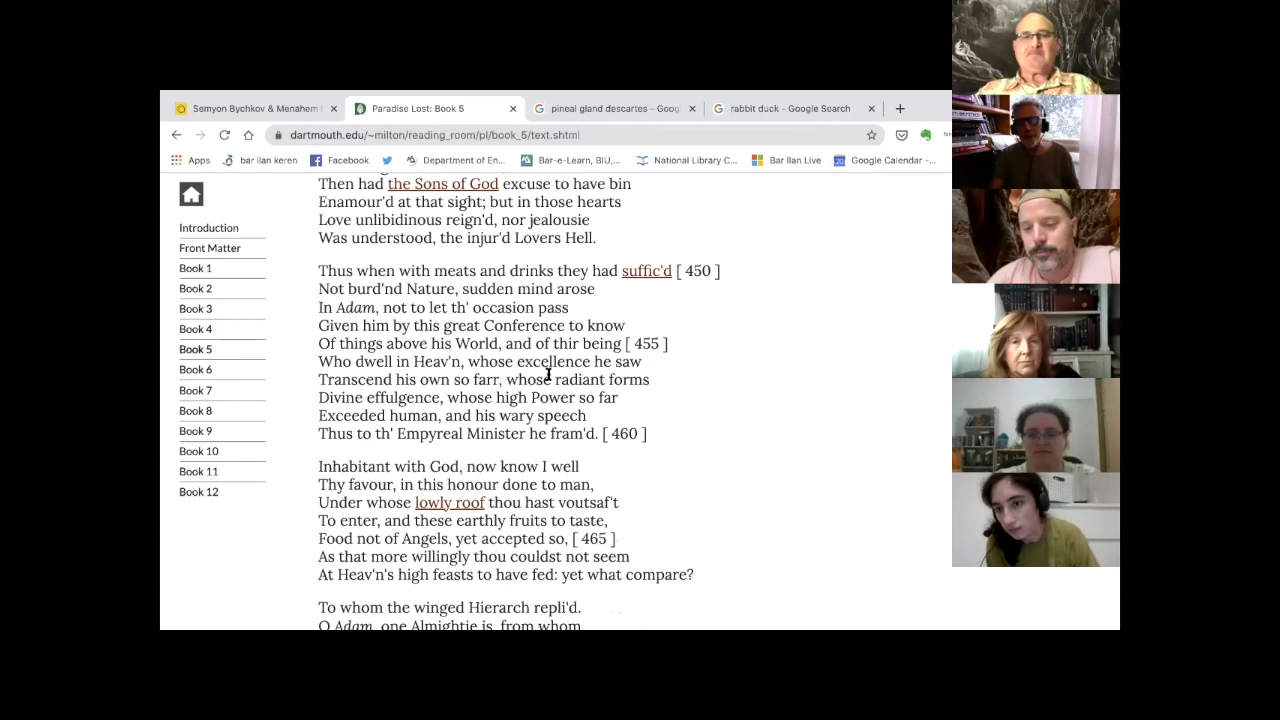 Semyon Bychkov & Menahem
Paradise Lost: Book 5
pineal gland descartes - Goog
rabbit duck - Google Search
dartmouth.edu/~milton/reading_room/pl/book_5/text.shtml
Apps bar ilan keren Facebook Department of En... Bar-e-Learn, BIU,... National Library C... Bar Ilan Live Google Calendar -...
Introduction
Front Matter
Book 1
Book 2
Book 3
Book 4
Book 5
Book 6
Book 7
Book 8
Book 9
Book 10
Book 11
Book 12
Then had the Sons of God excuse to have bin
Enamour'd at that sight; but in those hearts
Love unlibidinous reign'd, nor jealousie
Was understood, the injur'd Lovers Hell.
Thus when with meats and drinks they had suffic'd [ 450 ]
Not burd'nd Nature, sudden mind arose
In Adam, not to let th' occasion pass
Given him by this great Conference to know
Of things above his World, and of thir being [ 455 ]
Who dwell in Heav'n, whose excellence he saw
Transcend his own so farr, whose radiant forms
Divine effulgence, whose high Power so far
Exceeded human, and his wary speech
Thus to th' Empyreal Minister he fram'd. [ 460 ]
Inhabitant with God, now know I well
Thy favour, in this honour done to man,
Under whose lowly roof thou hast voutsaf't
To enter, and these earthly fruits to taste,
Food not of Angels, yet accepted so, [ 465 ]
As that more willingly thou couldst not seem
At Heav'n's high feasts to have fed: yet what compare?
To whom the winged Hierarch repli'd.
O Adam, one Almightie is, from whom